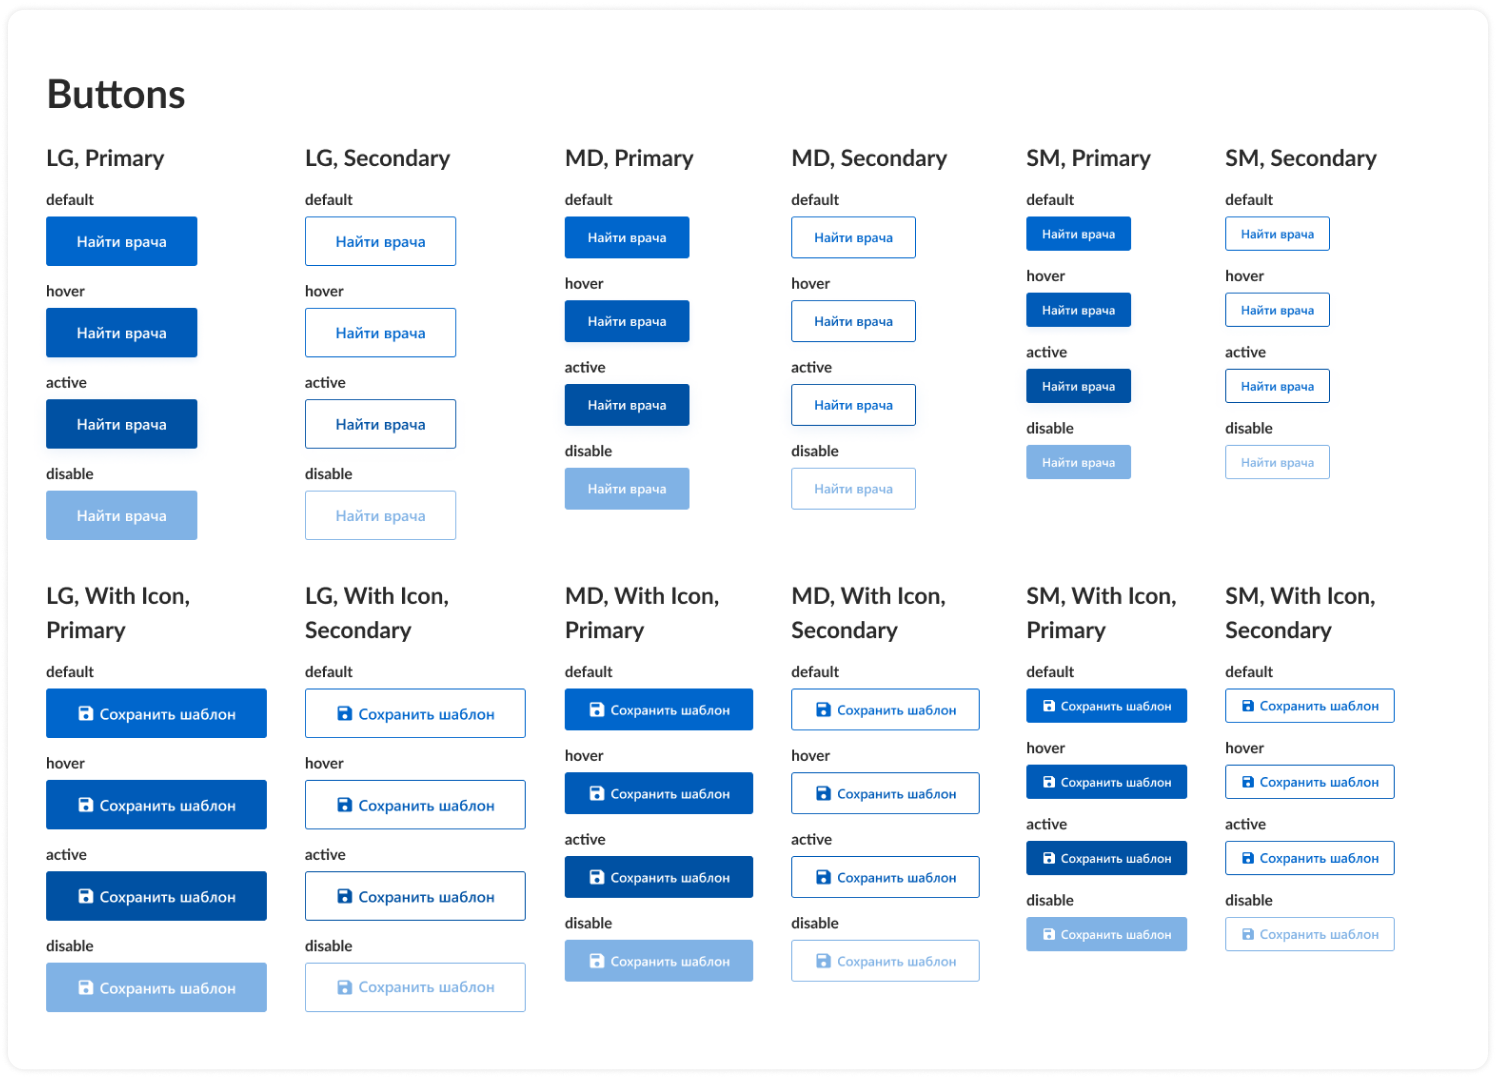 Buttons
LG, Primary
default
Найти врача
hover
Найти врача
active
Найти врача
disable
Найти врача
LG, Secondary
default
Найти врача
hover
Найти врача
active
Найти врача
disable
Найти врача
MD, Primary
default
Найти врача
hover
Найти врача
active
Найти врача
disable
Найти врача
MD, Secondary
default
Найти врача
hover
Найти врача
active
Найти врача
disable
Найти врача
SM, Primary
default
Найти врача
hover
Найти врача
active
Найти врача
disable
Найти врача
SM, Secondary
default
Найти врача
hover
Найти врача
active
Найти врача
disable
Найти врача
LG, With Icon,
Primary
default
Сохранить шаблон
hover
Сохранить шаблон
active
Сохранить шаблон
disable
Сохранить шаблон
LG, With Icon,
Secondary
default
Сохранить шаблон
hover
Сохранить шаблон
active
Сохранить шаблон
disable
Сохранить шаблон
MD, With Icon,
Primary
default
Сохранить шаблон
hover
Сохранить шаблон
active
Сохранить шаблон
disable
Сохранить шаблон
MD, With Icon,
Secondary
default
Сохранить шаблон
hover
Сохранить шаблон
active
Сохранить шаблон
disable
Сохранить шаблон
SM, With Icon,
Primary
default
Сохранить шаблон
hover
Сохранить шаблон
active
Сохранить шаблон
disable
Сохранить шаблон
SM, With Icon,
Secondary
default
Сохранить шаблон
hover
Сохранить шаблон
active
Сохранить шаблон
disable
Сохранить шаблон